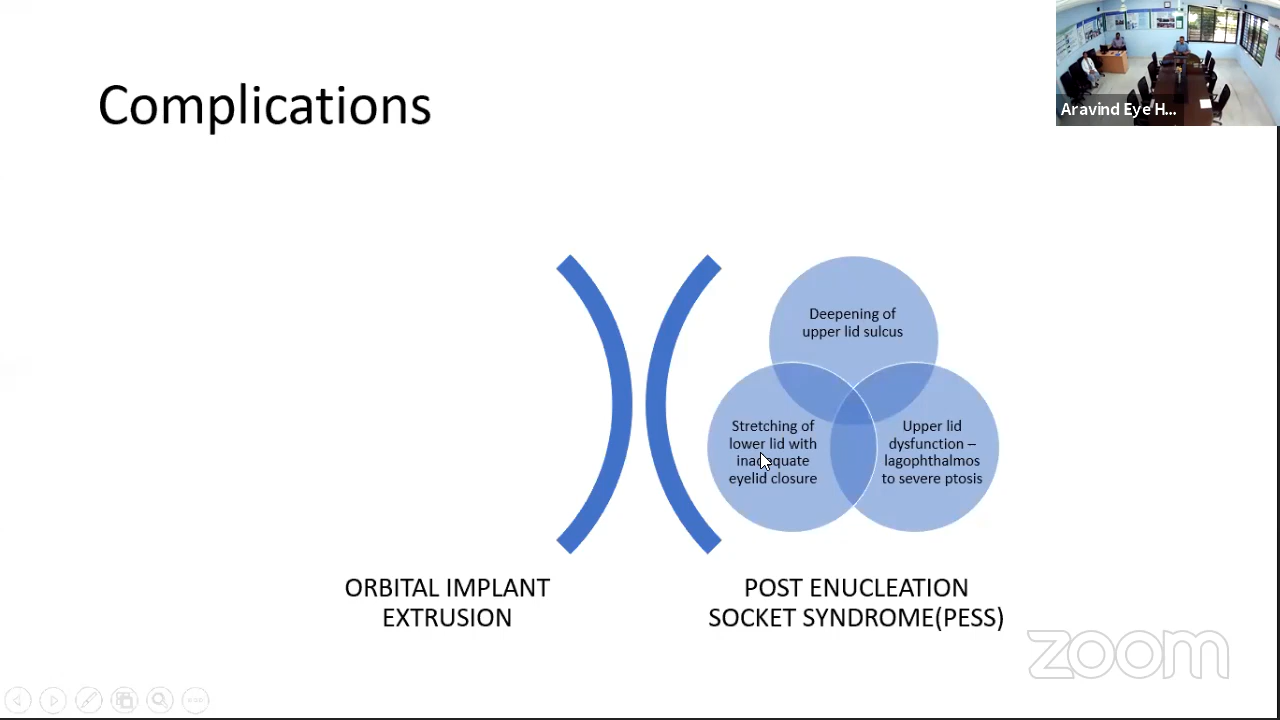 Complications
Aravind Eye H...
Deepening of
upper lid sulcus
Stretching of
lower lid with
inadequate
eyelid closure
Upper lid
dysfunction –
lagophthalmos
to severe ptosis
ORBITAL IMPLANT
EXTRUSION
POST ENUCLEATION
SOCKET SYNDROME(PESS)
zoom